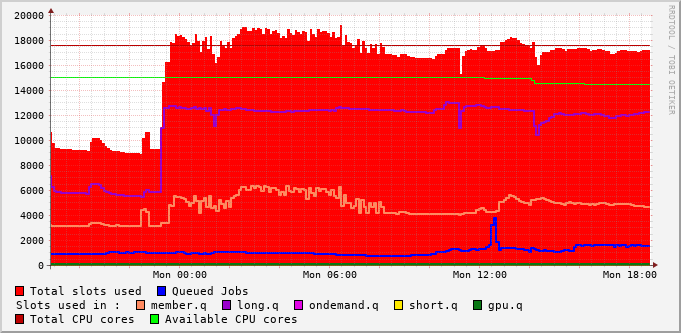 20000
18000
16000
14000
12000
10000
8000
6000
4000
2000
0
Mon 00:00 Mon 06:00 Mon 12:00 Mon 18:00
Total slots used Queued Jobs
Slots used in : member.q long.q ondemand.q short.q gpu.q
Total CPU cores Available CPU cores
RRDTOOL / TOBI OETIKER